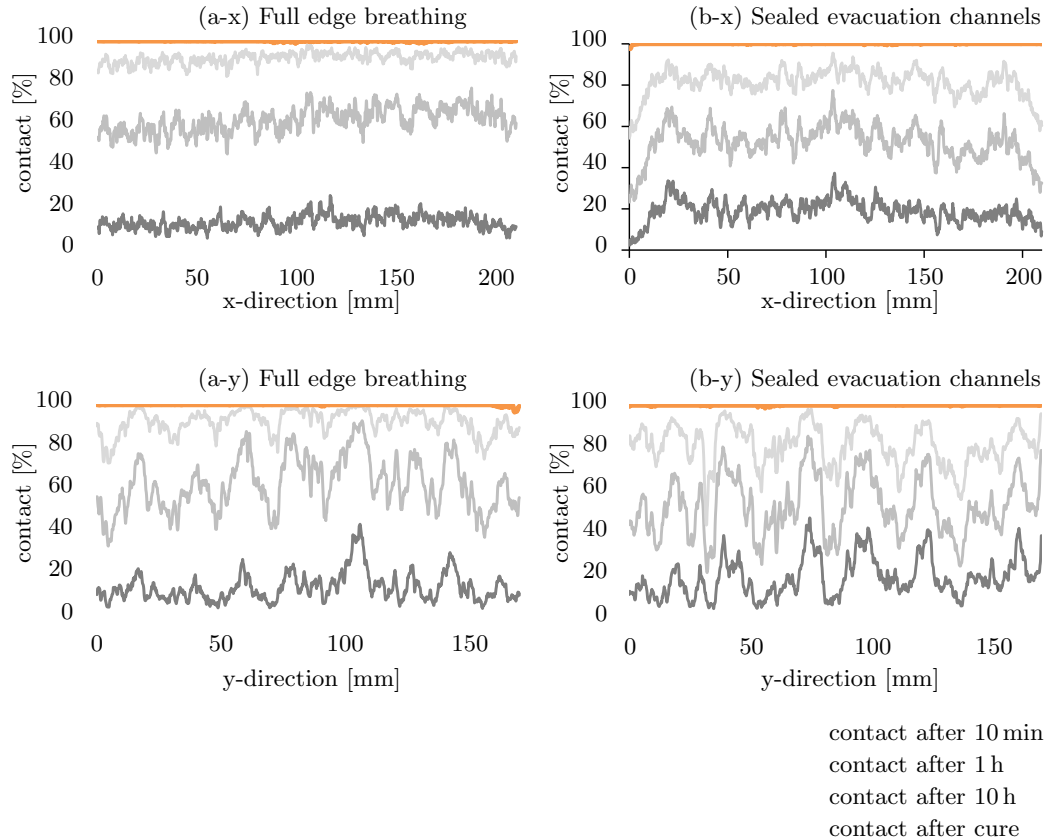 (a-x) Full edge breathing
100
80
60
40
20
0
contact [%]
0 50 100 150 200
x-direction [mm]
(b-x) Sealed evacuation channels
100
80
60
40
20
0
contact [%]
0 50 100 150 200
x-direction [mm]
(a-y) Full edge breathing
100
80
60
40
20
0
contact [%]
0 50 100 150
y-direction [mm]
(b-y) Sealed evacuation channels
100
80
60
40
20
0
contact [%]
0 50 100 150
y-direction [mm]
contact after 10 min
contact after 1 h
contact after 10 h
contact after cure